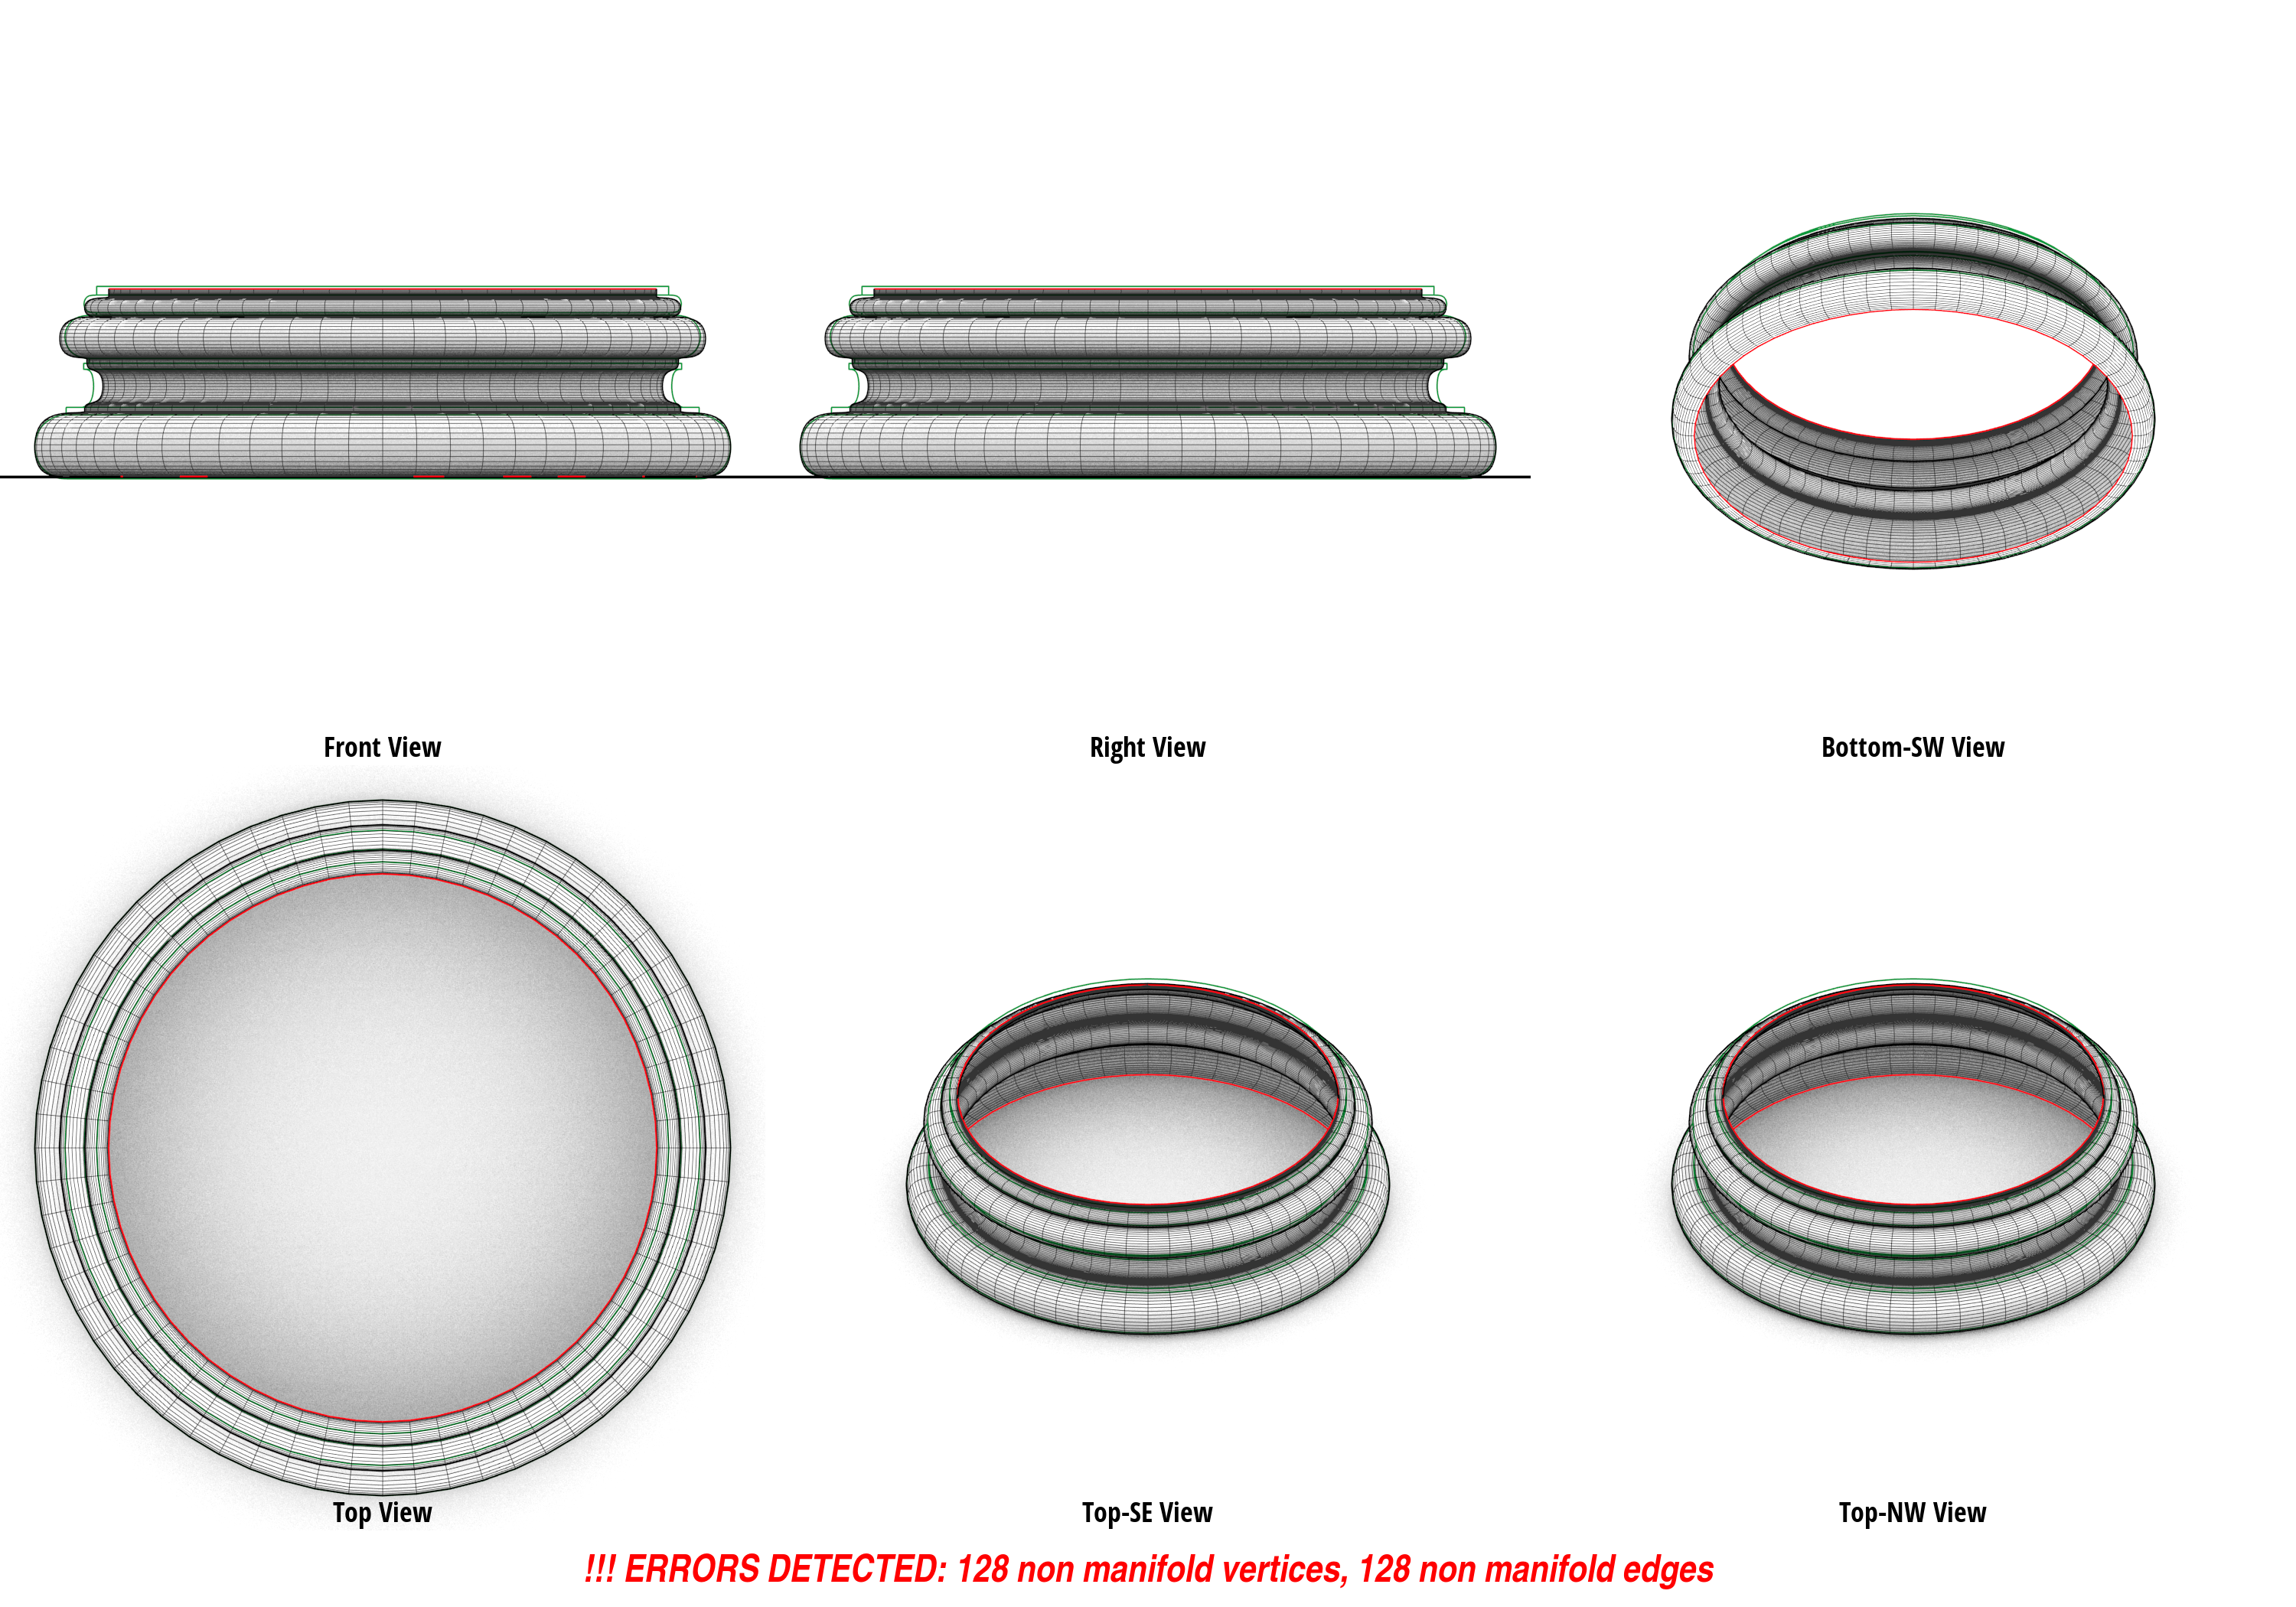 Front View
Right View
Bottom-SW View
Top View
Top-SE View
Top-NW View
!!! ERRORS DETECTED: 128 non manifold vertices, 128 non manifold edges